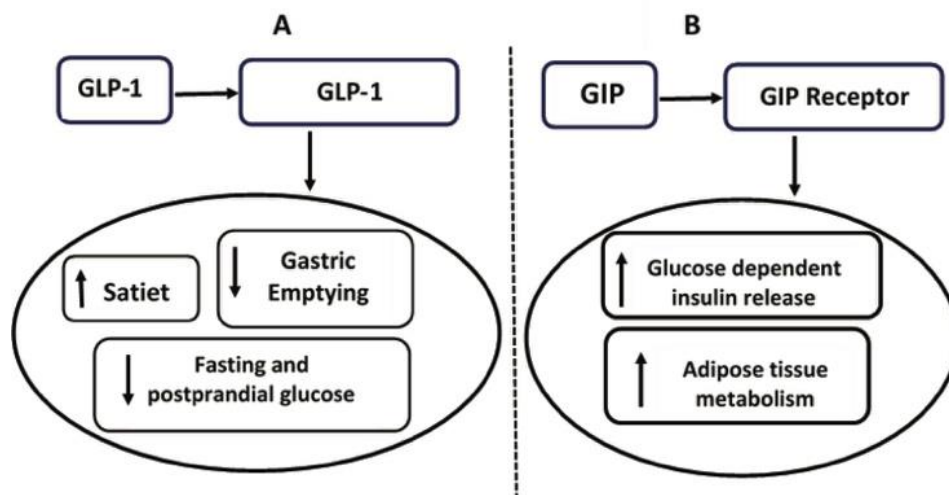 A
GLP-1
GLP-1
Satiet
Gastric
Emptying
Fasting and
postprandial glucose
B
GIP
GIP Receptor
Glucose dependent
insulin release
Adipose tissue
metabolism